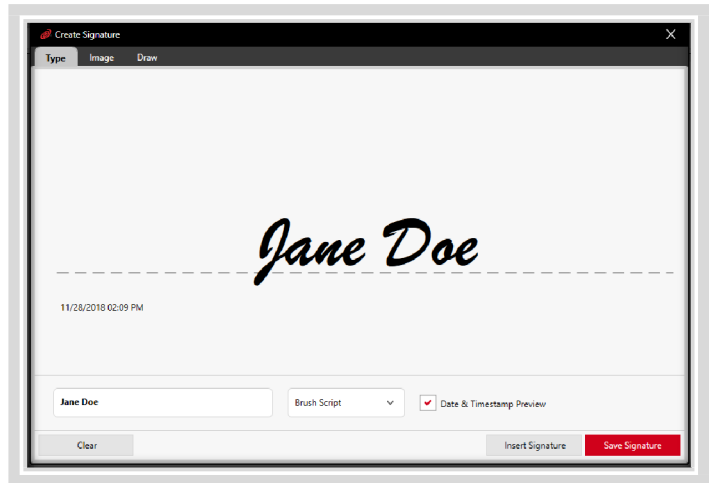 Create Signature
Type Image Draw
Jane Doe
11/28/2018 02:09 PM
Jane Doe Brush Script Date & Timestamp Preview
Clear Insert Signature Save Signature